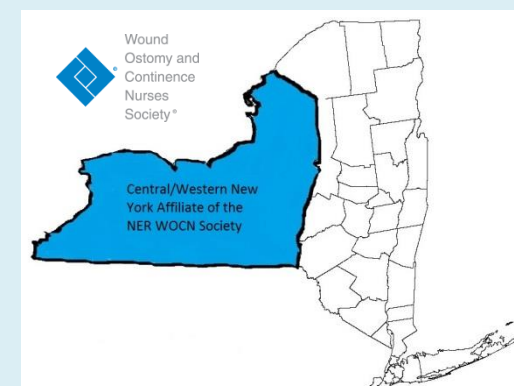 Wound
Ostomy and
Continence
Nurses
Society®
Central/Western New
York Affiliate of the
NER WOCN Society